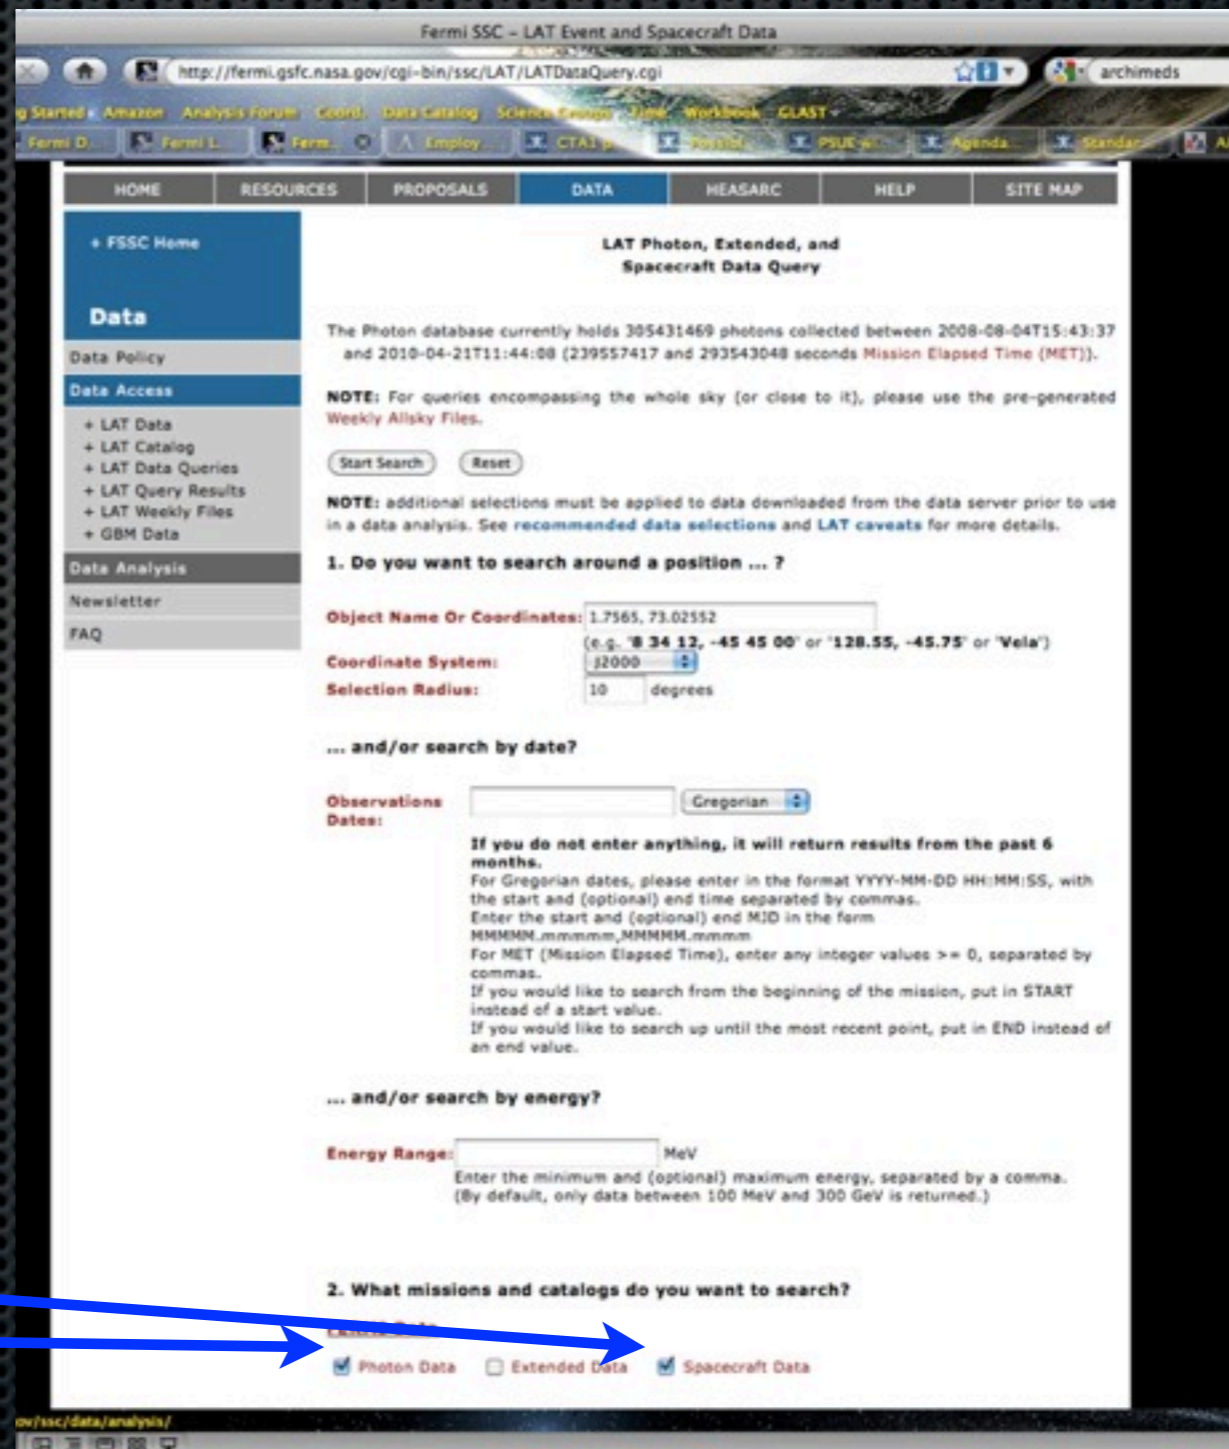 Fermi SSC – LAT Event and Spacecraft Data
http://fermi.gsfc.nasa.gov/cgi-bin/ssc/LAT/LATDataQuery.cgi
archimeds
g Started Amazon Analysis Forum Coord. Data Catalog Science Groups Time Workbook GLAST
Fermi D... Fermi L... Ferm... Employ... CTA1 p... PSUE Agenda Standar...
HOME RESOURCES PROPOSALS DATA HEASARC HELP SITE MAP
+ FSSC Home
Data
Data Policy
Data Access
+ LAT Data
+ LAT Catalog
+ LAT Data Queries
+ LAT Query Results
+ LAT Weekly Files
+ GBM Data
Data Analysis
Newsletter
FAQ
LAT Photon, Extended, and
Spacecraft Data Query
The Photon database currently holds 305431469 photons collected between 2008-08-04T15:43:37
and 2010-04-21T11:44:08 (239557417 and 293543048 seconds Mission Elapsed Time (MET)).
NOTE: For queries encompassing the whole sky (or close to it), please use the pre-generated
Weekly Allsky Files.
Start Search Reset
NOTE: additional selections must be applied to data downloaded from the data server prior to use
in a data analysis. See recommended data selections and LAT caveats for more details.
1. Do you want to search around a position ... ?
Object Name Or Coordinates: 1.7565, 73.02552
(e.g. "8 34 12, -45 45 00" or "128.55, -45.75" or "Vela")
Coordinate System: J2000
Selection Radius: 10 degrees
... and/or search by date?
Observations Gregorian
Dates:
If you do not enter anything, it will return results from the past 6
months.
For Gregorian dates, please enter in the format YYYY-MM-DD HH:MM:SS, with
the start and (optional) end time separated by commas.
Enter the start and (optional) end MJD in the form
MMMMM.mmmmm,MMMMM.mmmm
For MET (Mission Elapsed Time), enter any integer values >= 0, separated by
commas.
If you would like to search from the beginning of the mission, put in START
instead of a start value.
If you would like to search up until the most recent point, put in END instead of
an end value.
... and/or search by energy?
Energy Range: MeV
Enter the minimum and (optional) maximum energy, separated by a comma.
(By default, only data between 100 MeV and 300 GeV is returned.)
2. What missions and catalogs do you want to search?
Photon Data Extended Data Spacecraft Data
ov/ssc/data/analysis/